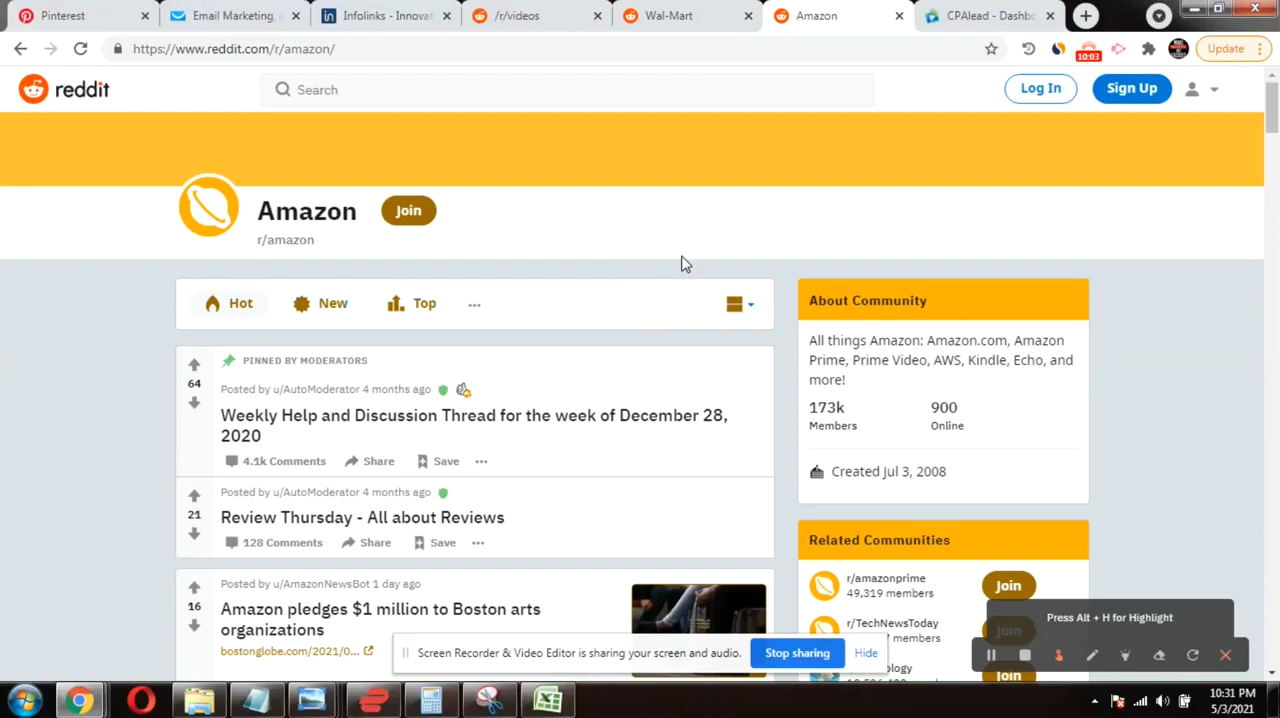 Pinterest
Email Marketing,
Infolinks - Innovat
/r/videos
Wal-Mart
Amazon
CPAlead - Dashbo
https://www.reddit.com/r/amazon/
10:03
Update
reddit
Search
Log In
Sign Up
Amazon
Join
r/amazon
Hot
New
Top
About Community
All things Amazon: Amazon.com, Amazon
Prime, Prime Video, AWS, Kindle, Echo, and
more!
173k
900
Members
Online
Created Jul 3, 2008
PINNED BY MODERATORS
64
Posted by u/AutoModerator 4 months ago
Weekly Help and Discussion Thread for the week of December 28,
2020
4.1k Comments
Share
Save
Posted by u/AutoModerator 4 months ago
21
Review Thursday - All about Reviews
128 Comments
Share
Save
Posted by u/AmazonNewsBot 1 day ago
16
Amazon pledges $1 million to Boston arts
organizations
bostonglobe.com/2021/0...
Related Communities
r/amazonprime
49,319 members
Join
r/TechNewsToday
members
Join
Join
Press Alt + H for Highlight
Screen Recorder & Video Editor is sharing your screen and audio.
Stop sharing
Hide
10:31 PM
5/3/2021